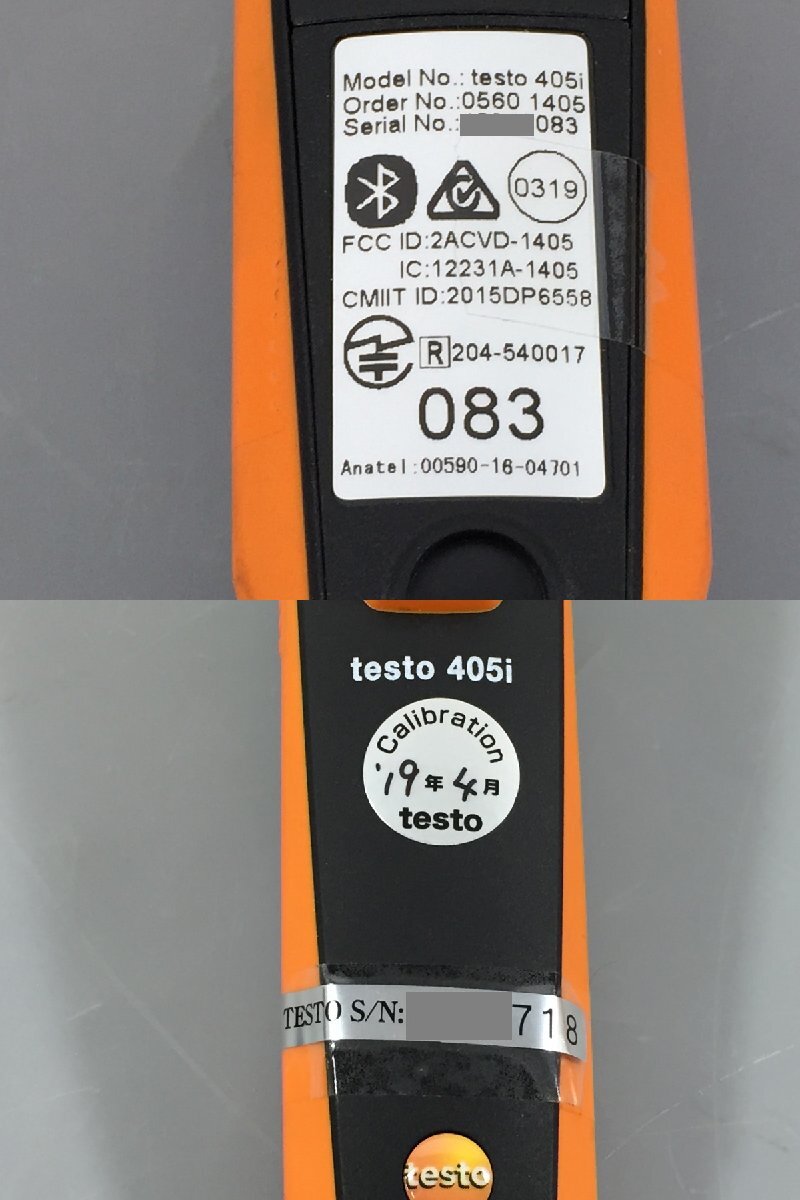 Model No.: testo 405i
Order No.:0560 1405
Serial No.: 083
0319
FCC ID:2ACVD-1405
IC:12231A-1405
CMIIT ID:2015DP6558
R 204-540017
083
Anatel:00590-16-04701
testo 405i
Calibration
'19年4月
testo
TESTO S/N: 718
testo